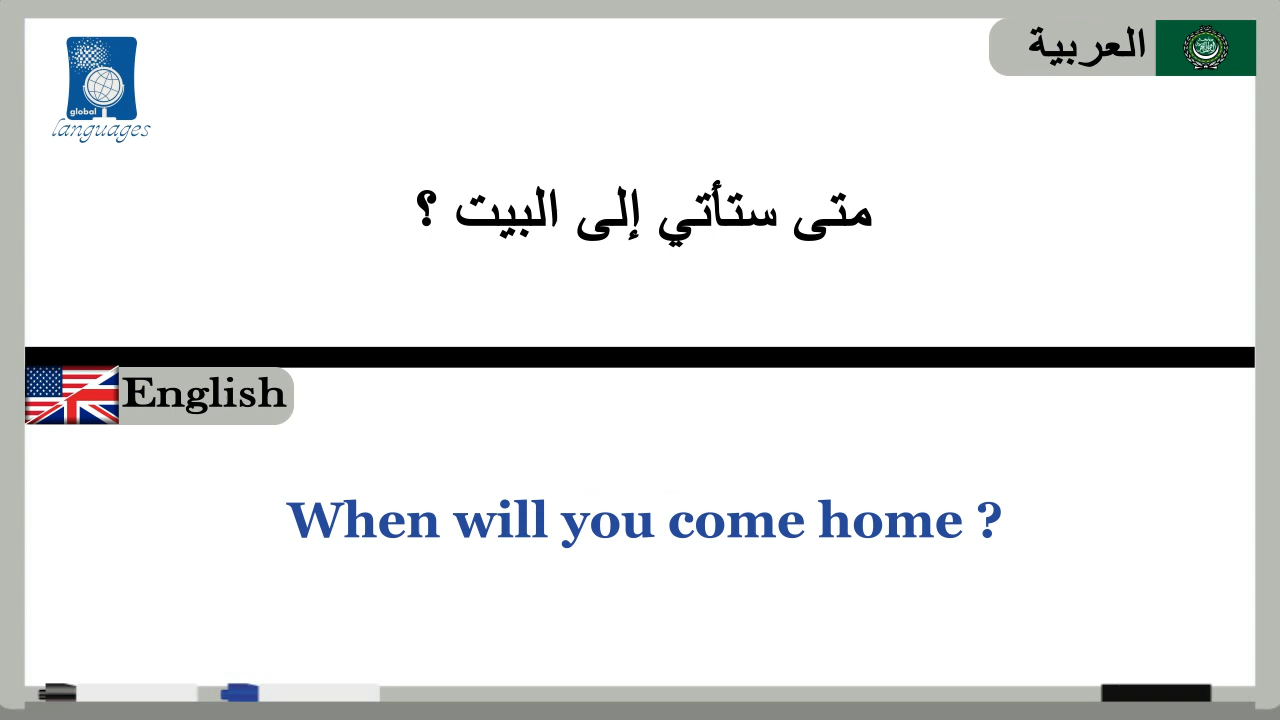 global
languages
العربية
متى ستأتي إلى البيت ؟
English
When will you come home ?